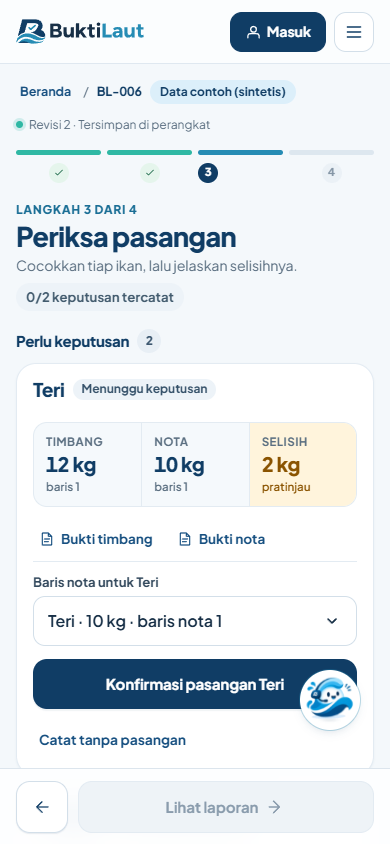 BuktiLaut
Masuk
Beranda / BL-006 Data contoh (sintetis)
Revisi 2 · Tersimpan di perangkat
3 4
LANGKAH 3 DARI 4
Periksa pasangan
Cocokkan tiap ikan, lalu jelaskan selisihnya.
0/2 keputusan tercatat
Perlu keputusan 2
Teri Menunggu keputusan
TIMBANG NOTA SELISIH
12 kg 10 kg 2 kg
baris 1 baris 1 pratinjau
Bukti timbang Bukti nota
Baris nota untuk Teri
Teri · 10 kg · baris nota 1
Konfirmasi pasangan Teri
Catat tanpa pasangan
Lihat laporan